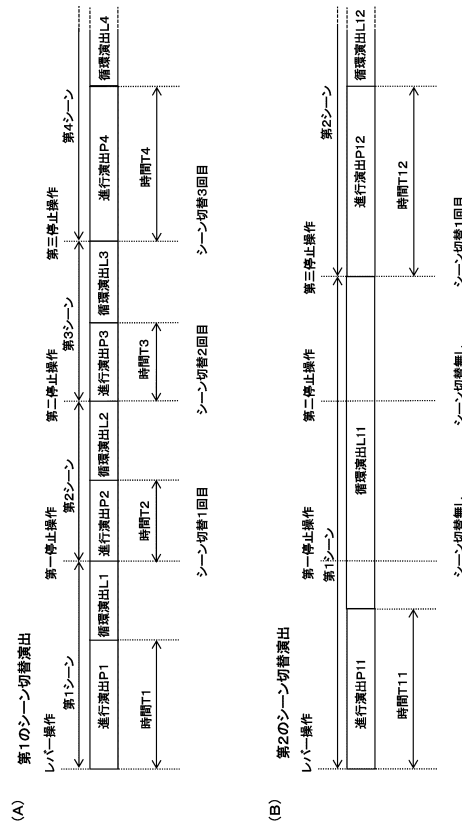 (A)
第1のシーン切替演出
レバー操作
第一停止操作
第二停止操作
第三停止操作
第1シーン
第2シーン
第3シーン
第4シーン
進行演出P1
循環演出L1
進行演出P2
循環演出L2
進行演出P3
循環演出L3
進行演出P4
循環演出L4
時間T1
時間T2
時間T3
時間T4
シーン切替1回目
シーン切替2回目
シーン切替3回目
(B)
第2のシーン切替演出
レバー操作
第一停止操作
第二停止操作
第三停止操作
第1シーン
第2シーン
進行演出P11
循環演出L11
進行演出P12
循環演出L12
時間T11
時間T12
シーン切替無し
シーン切替無し
シーン切替1回目